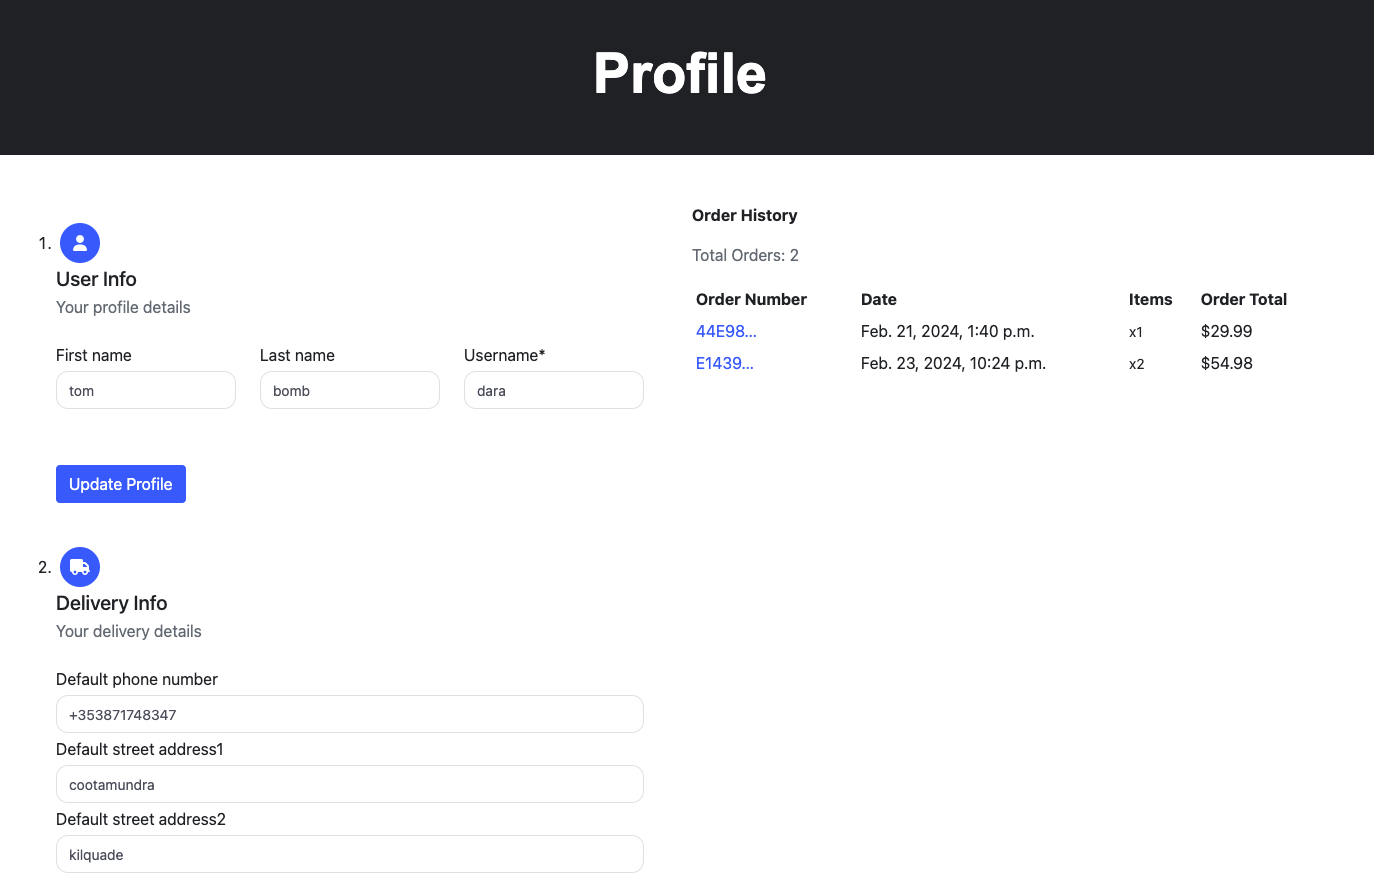 Profile
1.
User Info
Your profile details
First name Last name Username*
tom bomb dara
Update Profile
2.
Delivery Info
Your delivery details
Default phone number
+353871748347
Default street address1
cootamundra
Default street address2
kilquade
Order History
Total Orders: 2
Order Number Date Items Order Total
44E98... Feb. 21, 2024, 1:40 p.m. x1 $29.99
E1439... Feb. 23, 2024, 10:24 p.m. x2 $54.98